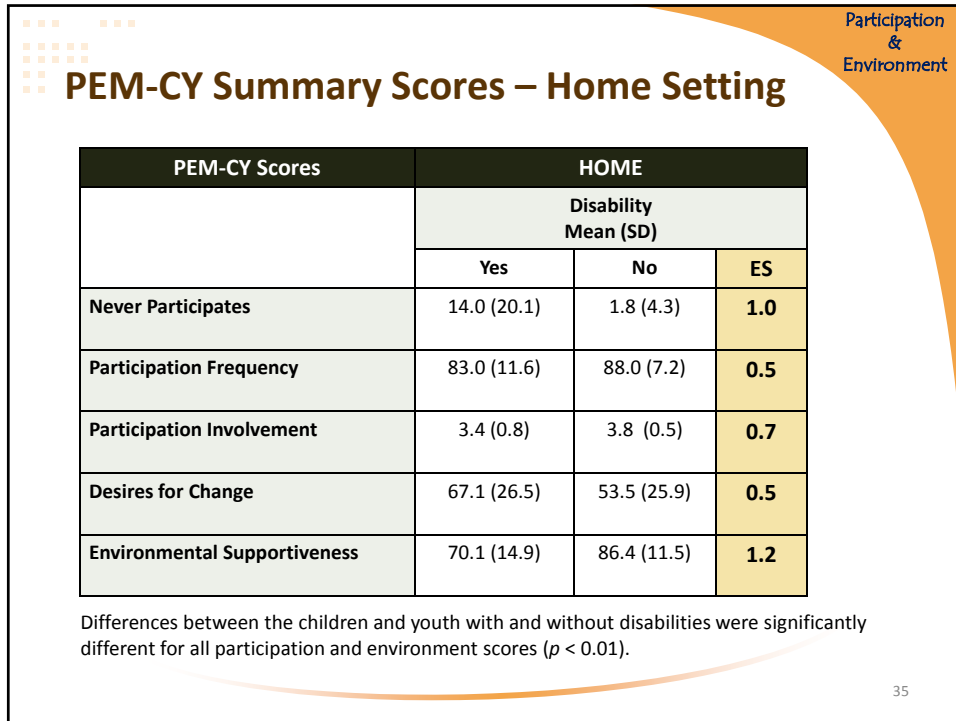 Participation
&
Environment
PEM-CY Summary Scores – Home Setting
PEM-CY Scores HOME
Disability
Mean (SD)
Yes No ES
Never Participates 14.0 (20.1) 1.8 (4.3) 1.0
Participation Frequency 83.0 (11.6) 88.0 (7.2) 0.5
Participation Involvement 3.4 (0.8) 3.8 (0.5) 0.7
Desires for Change 67.1 (26.5) 53.5 (25.9) 0.5
Environmental Supportiveness 70.1 (14.9) 86.4 (11.5) 1.2
Differences between the children and youth with and without disabilities were significantly
different for all participation and environment scores (p < 0.01).
35